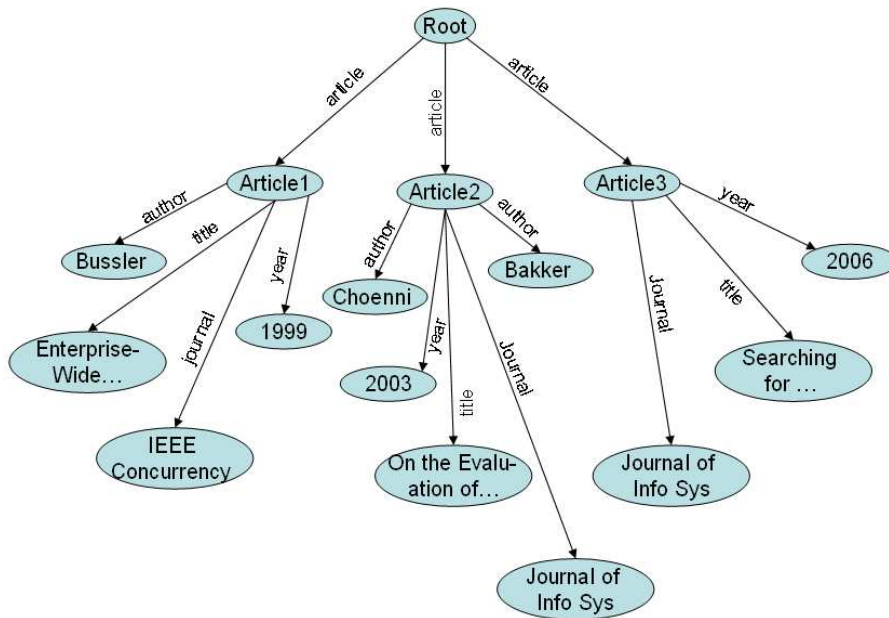 Root
article
article
article
Article1
Article2
Article3
author
title
journal
year
author
year
title
Journal
author
Journal
title
year
Bussler
Choenni
Bakker
2006
Enterprise-
Wide…
1999
2003
Searching
for …
IEEE
Concurrency
On the Evalu-
ation of…
Journal of
Info Sys
Journal of
Info Sys